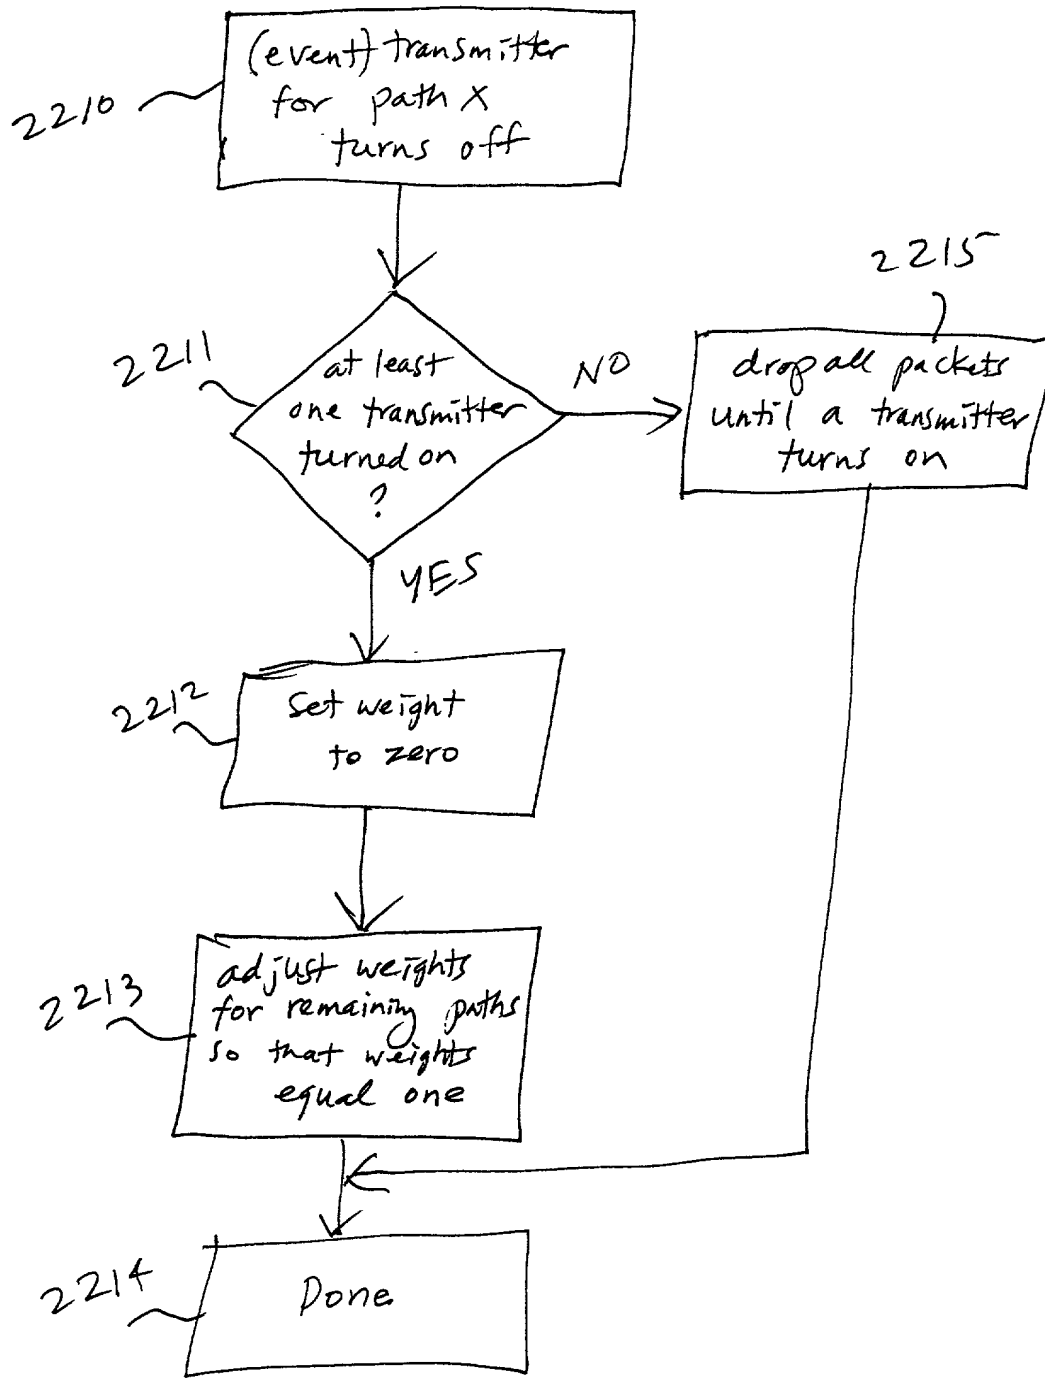 (event) transmitter
for path X
turns off
2210
2215
2211
at least
one transmitter
turned on
?
NO
drop all packets
until a transmitter
turns on
YES
2212
Set weight
to zero
2213
adjust weights
for remaining paths
so that weights
equal one
2214
Done